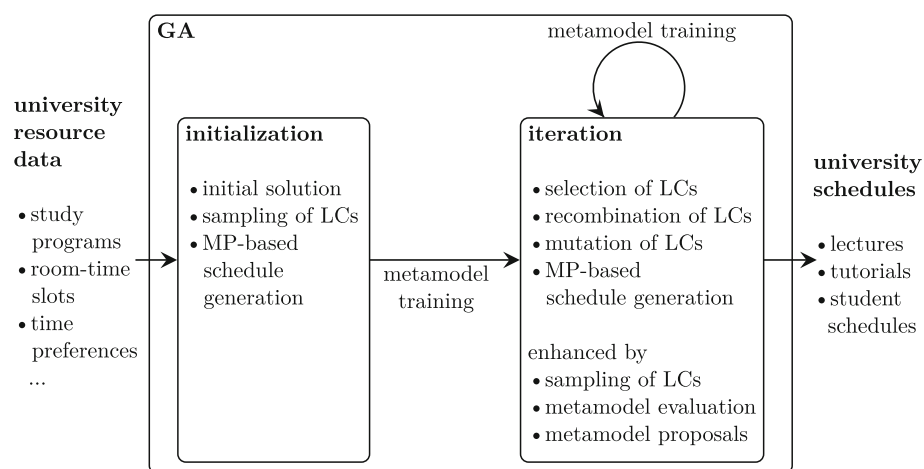 GA
metamodel training
university
resource
data
• study
programs
• room-time
slots
• time
preferences
...
initialization
• initial solution
• sampling of LCs
• MP-based
schedule
generation
metamodel
training
iteration
• selection of LCs
• recombination of LCs
• mutation of LCs
• MP-based
schedule generation
enhanced by
• sampling of LCs
• metamodel evaluation
• metamodel proposals
university
schedules
• lectures
• tutorials
• student
schedules